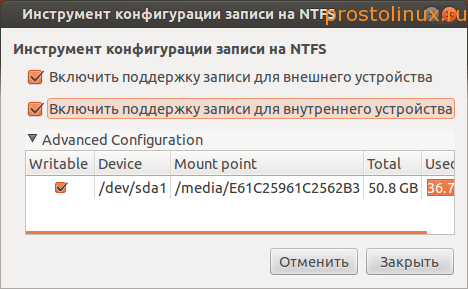 Инструмент конфигурации записи на NTFS
prostolinux.ru
Инструмент конфигурации записи на NTFS
Включить поддержку записи для внешнего устройства
Включить поддержку записи для внутреннего устройства
Advanced Configuration
Writable Device Mount point Total Used
/dev/sda1 /media/E61C25961C2562B3 50.8 GB 36.7
Отменить Закрыть